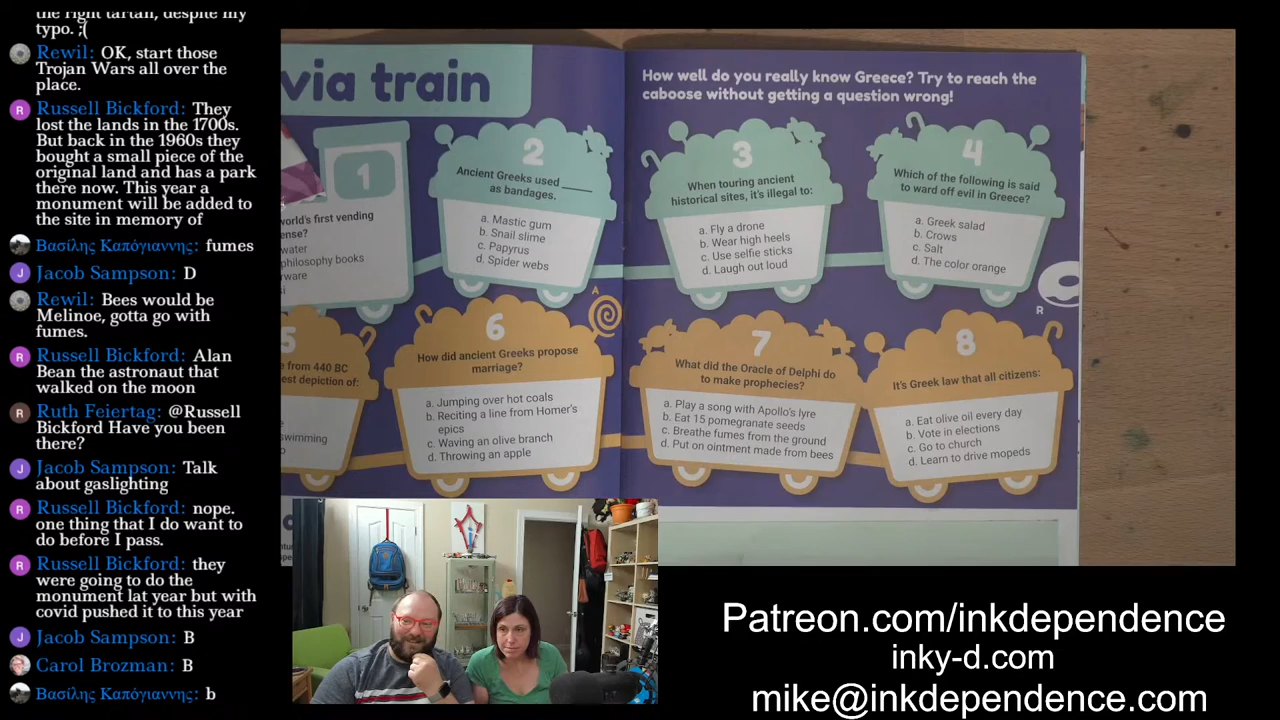 the right tartan, despite my
typo. ;(
Rewil: OK, start those
Trojan Wars all over the
place.
Russell Bickford: They
lost the lands in the 1700s.
But back in the 1960s they
bought a small piece of the
original land and has a park
there now. This year a
monument will be added to
the site in memory of
Βασίλης Καπόγιαννης: fumes
Jacob Sampson: D
Rewil: Bees would be
Melinoe, gotta go with
fumes.
Russell Bickford: Alan
Bean the astronaut that
walked on the moon
Ruth Feiertag: @Russell
Bickford Have you been
there?
Jacob Sampson: Talk
about gaslighting
Russell Bickford: nope.
one thing that I do want to
do before I pass.
Russell Bickford: they
were going to do the
monument lat year but with
covid pushed it to this year
Jacob Sampson: B
Carol Brozman: B
Βασίλης Καπόγιαννης: b
via train
How well do you really know Greece? Try to reach the
caboose without getting a question wrong!
1
world's first vending
ense?
water
philosophy books
rware
si
2
Ancient Greeks used ______
as bandages.
a. Mastic gum
b. Snail slime
c. Papyrus
d. Spider webs
3
When touring ancient
historical sites, it's illegal to:
a. Fly a drone
b. Wear high heels
c. Use selfie sticks
d. Laugh out loud
4
Which of the following is said
to ward off evil in Greece?
a. Greek salad
b. Crows
c. Salt
d. The color orange
A
R
5
e from 440 BC
est depiction of:
e
swimming
o
6
How did ancient Greeks propose
marriage?
a. Jumping over hot coals
b. Reciting a line from Homer's
epics
c. Waving an olive branch
d. Throwing an apple
7
What did the Oracle of Delphi do
to make prophecies?
a. Play a song with Apollo's lyre
b. Eat 15 pomegranate seeds
c. Breathe fumes from the ground
d. Put on ointment made from bees
8
It's Greek law that all citizens:
a. Eat olive oil every day
b. Vote in elections
c. Go to church
d. Learn to drive mopeds
Patreon.com/inkdependence
inky-d.com
mike@inkdependence.com